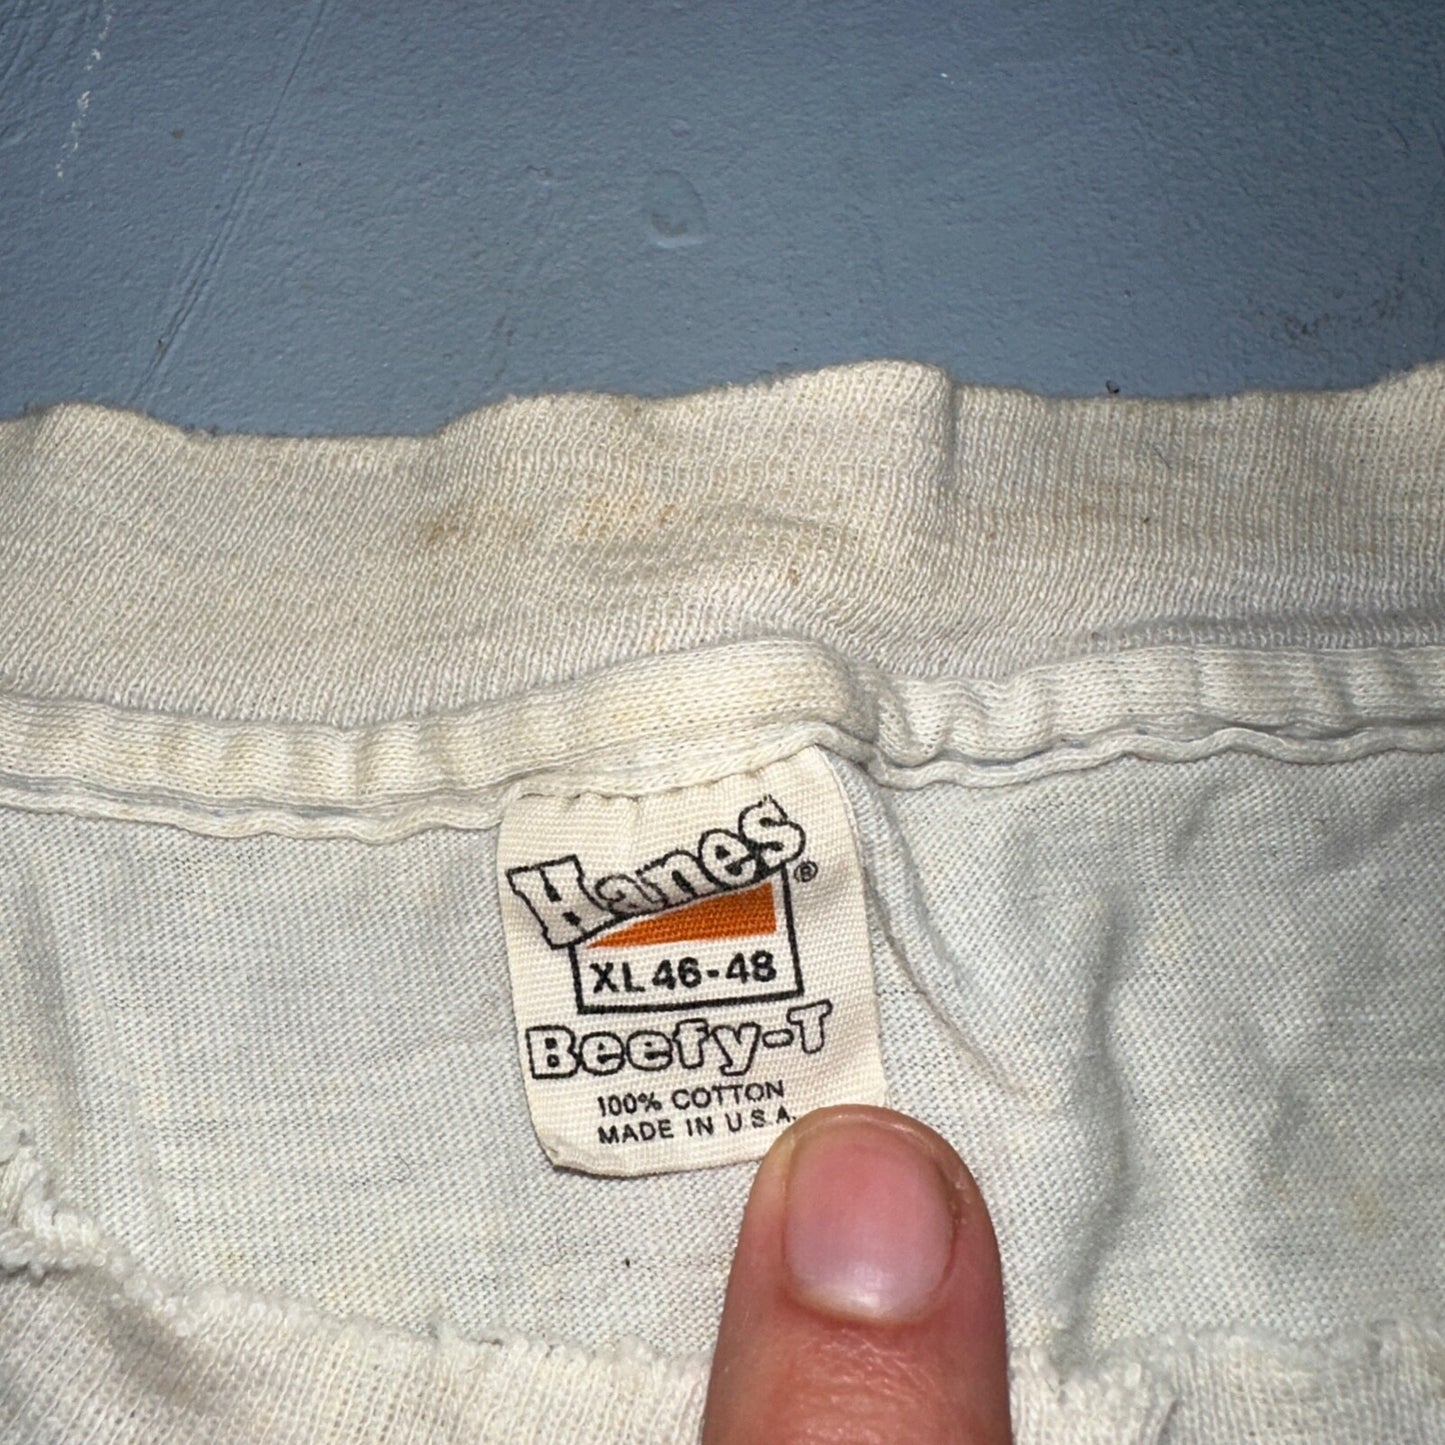 Hanes®
XL 46-48
Beefy-T
100% COTTON
MADE IN U.S.A.